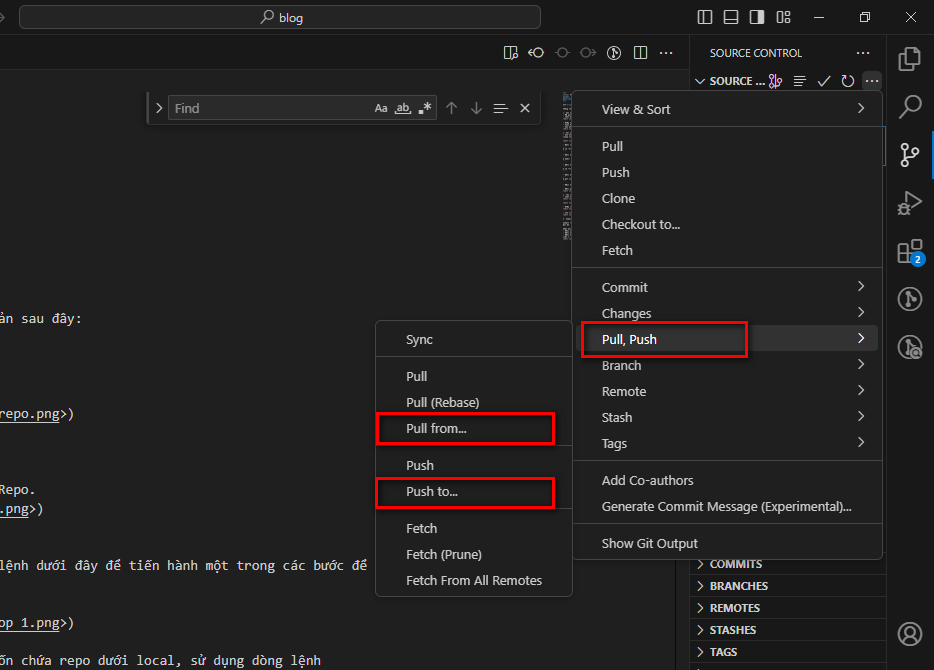 blog
SOURCE CONTROL
SOURCE ...
Find
Aa
ab
View & Sort
Pull
Push
Clone
Checkout to...
Fetch
Commit
Changes
Pull, Push
Branch
Remote
Stash
Tags
Add Co-authors
Generate Commit Message (Experimental)...
Show Git Output
Sync
Pull
Pull (Rebase)
Pull from...
Push
Push to...
Fetch
Fetch (Prune)
Fetch From All Remotes
ản sau đây:
repo.png>)
Repo.
.png>)
lệnh dưới đây để tiến hành một trong các bước để
op 1.png>)
ốn chứa repo dưới local, sử dụng dòng lệnh
2
COMMITS
BRANCHES
REMOTES
STASHES
TAGS